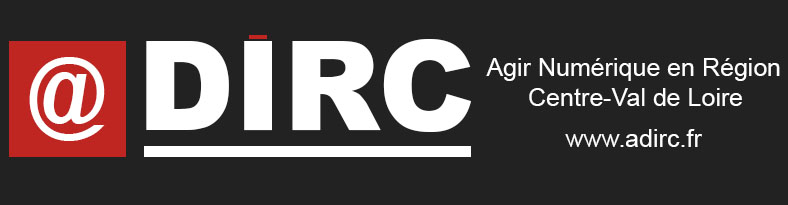 @DIRC
Agir Numérique en Région
Centre-Val de Loire
www.adirc.fr